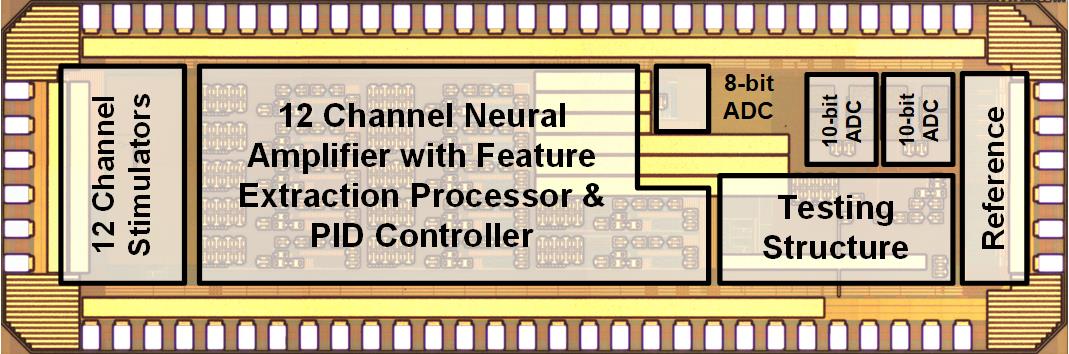 12 Channel
Stimulators
12 Channel Neural
Amplifier with Feature
Extraction Processor &
PID Controller
8-bit
ADC
10-bit
ADC
10-bit
ADC
Testing
Structure
Reference